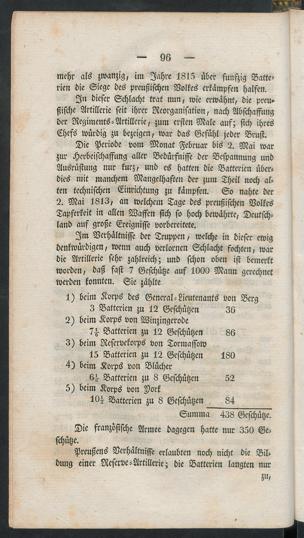 — 96 —
mehr als zwanzig, im Jahre 1815 über funfzig Batte-
rien die Siege des preußischen Volkes erkämpfen halfen.
In dieser Schlacht trat nun, wie erwähnt, die preu-
ßische Artillerie seit ihrer Reorganisation, nach Abschaffung
der Regiments-Artillerie, zum ersten Male auf; sich ihres
Chefs würdig zu bezeigen, war das Gefühl jeder Brust.
Die Periode vom Monat Februar bis 2. Mai war
zur Herbeischaffung aller Bedürfnisse der Bespannung und
Ausrüstung nur kurz, und es hatten die Batterien über-
dies mit manchem Mangelhaften der zum Theil noch al-
ten technischen Einrichtung zu kämpfen. So nahte der
2. Mai 1813, an welchem Tage des preußischen Volkes
Tapferkeit in allen Waffen sich so hoch bewährte, Deutsch-
land auf große Ereignisse vorbereitete.
Im Verhältnisse der Truppen, welche in dieser ewig
denkwürdigen, wenn auch verlornen Schlacht fochten, war
die Artillerie sehr zahlreich; und schon oben ist bemerkt
worden, daß fast 7 Geschütze auf 1000 Mann gerechnet
werden konnten. Sie zählte
1) beim Korps des General-Lieutenants von Berg
3 Batterien zu 12 Geschützen 36
2) beim Korps von Winzingerode
7¼ Batterien zu 12 Geschützen 86
3) beim Reservekorps von Tormassow
15 Batterien zu 12 Geschützen 180
4) beim Korps von Blücher
6½ Batterien zu 8 Geschützen 52
5) beim Korps von York
10½ Batterien zu 8 Geschützen 84
Summa 438 Geschütze.
Die französische Armee dagegen hatte nur 350 Ge-
schütze.
Preußens Verhältnisse erlaubten noch nicht die Bil-
dung einer Reserve-Artillerie; die Batterien langten nur
zu,